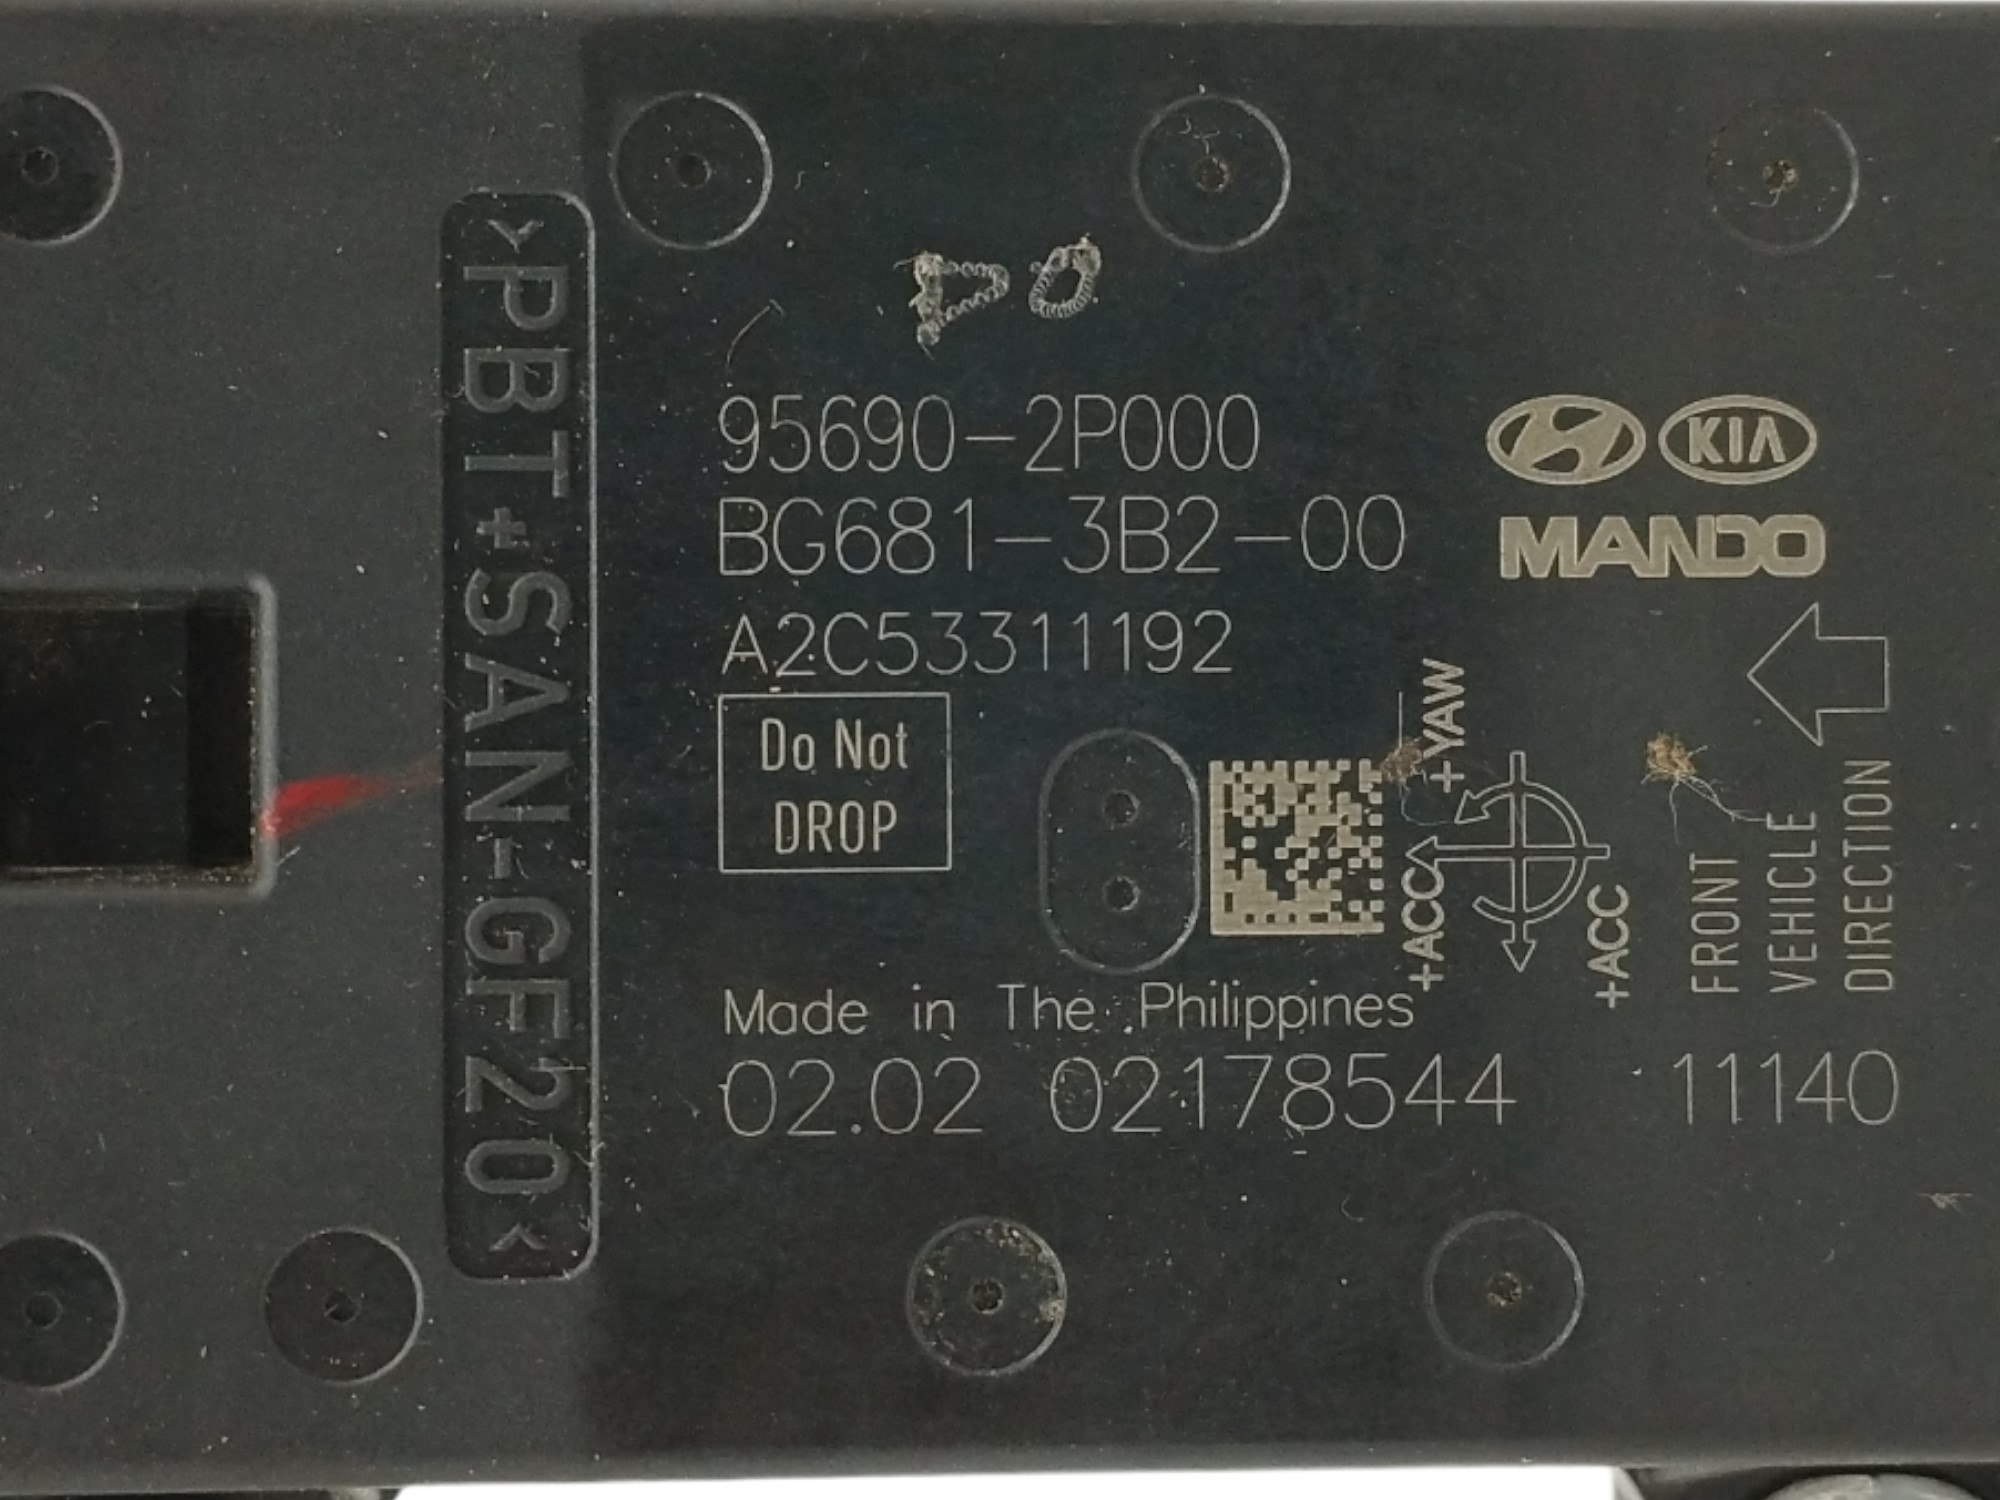 >PBT+SAN-GF20<
DO
95690-2P000
BG681-3B2-00
A2C53311192
KIA
MANDO
Do Not
DROP
+YAW
+ACC
+ACC
FRONT
VEHICLE
DIRECTION
Made in The Philippines
02.02 02178544 11140